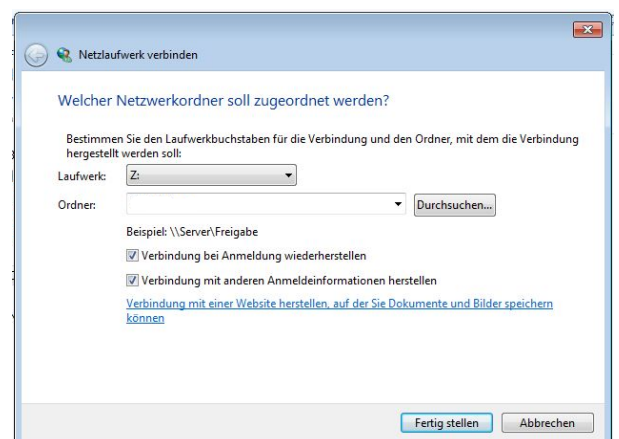 Netzlaufwerk verbinden
Welcher Netzwerkordner soll zugeordnet werden?
Bestimmen Sie den Laufwerkbuchstaben für die Verbindung und den Ordner, mit dem die Verbindung
hergestellt werden soll:
Laufwerk: Z:
Ordner: Durchsuchen...
Beispiel: \\Server\Freigabe
Verbindung bei Anmeldung wiederherstellen
Verbindung mit anderen Anmeldeinformationen herstellen
Verbindung mit einer Website herstellen, auf der Sie Dokumente und Bilder speichern
können
Fertig stellen Abbrechen